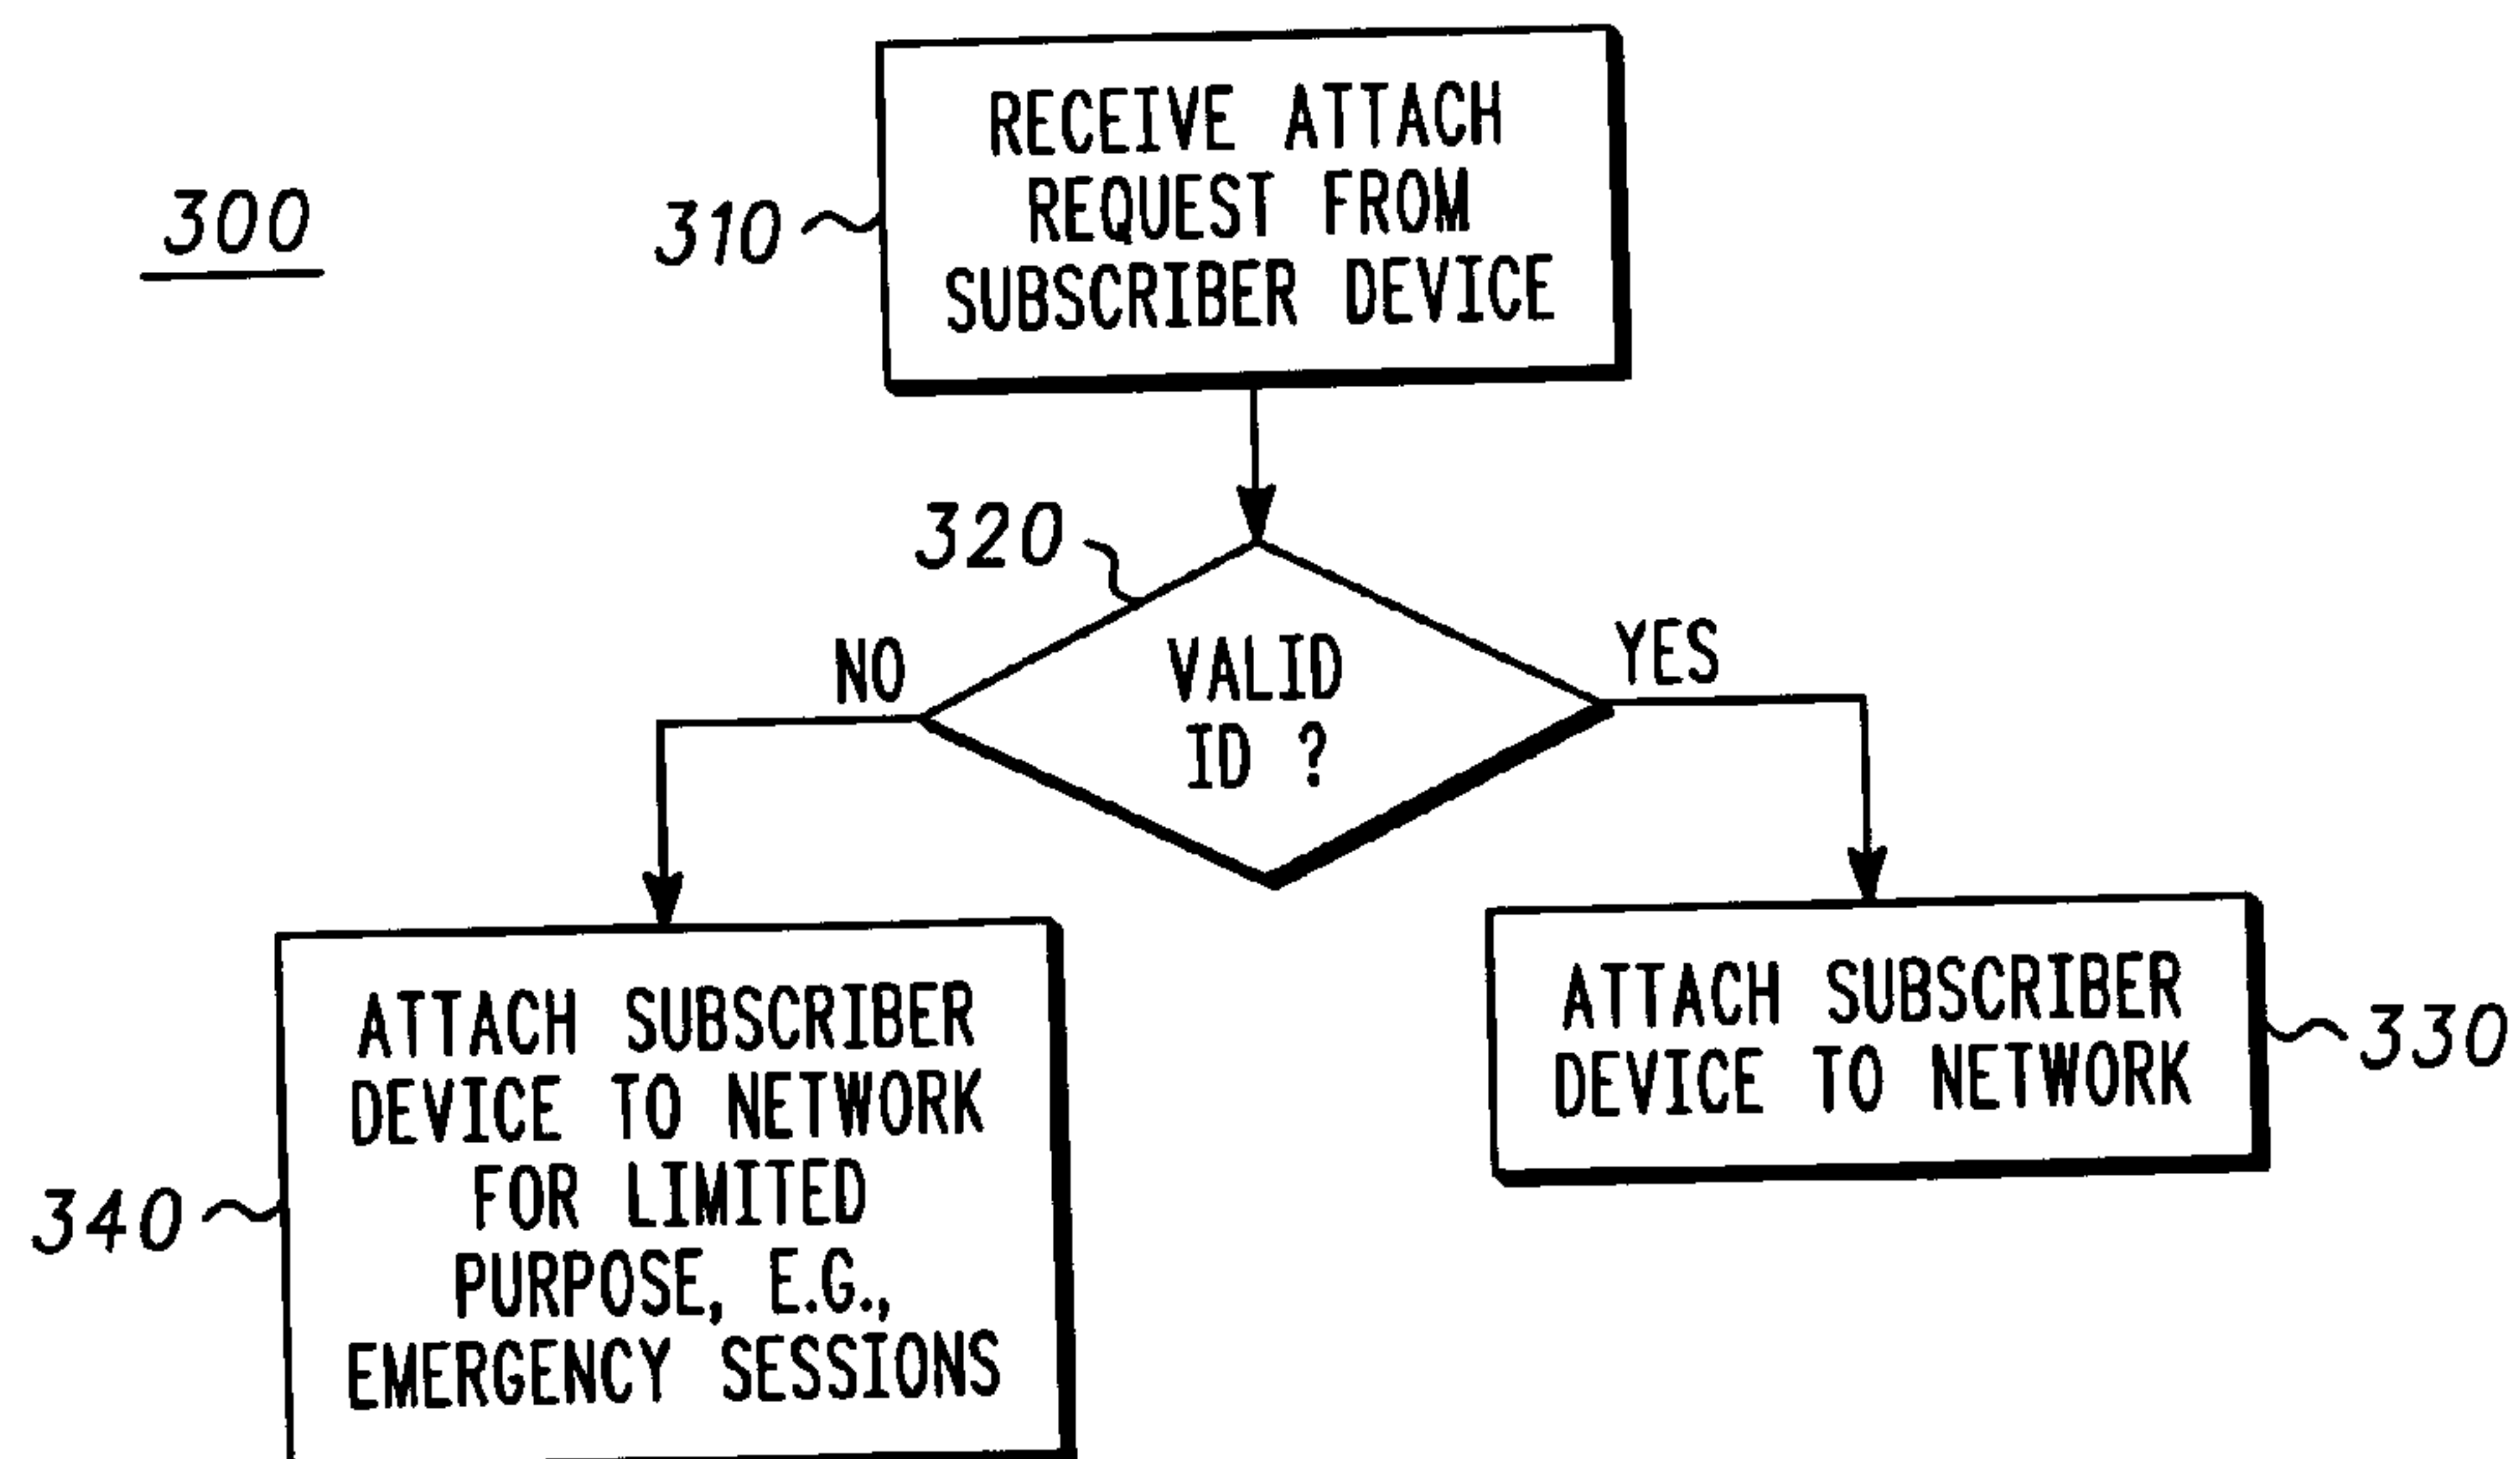 300
310
RECEIVE ATTACH
REQUEST FROM
SUBSCRIBER DEVICE
320
NO
VALID
ID ?
YES
340
ATTACH SUBSCRIBER
DEVICE TO NETWORK
FOR LIMITED
PURPOSE, E.G.,
EMERGENCY SESSIONS
ATTACH SUBSCRIBER
DEVICE TO NETWORK
330